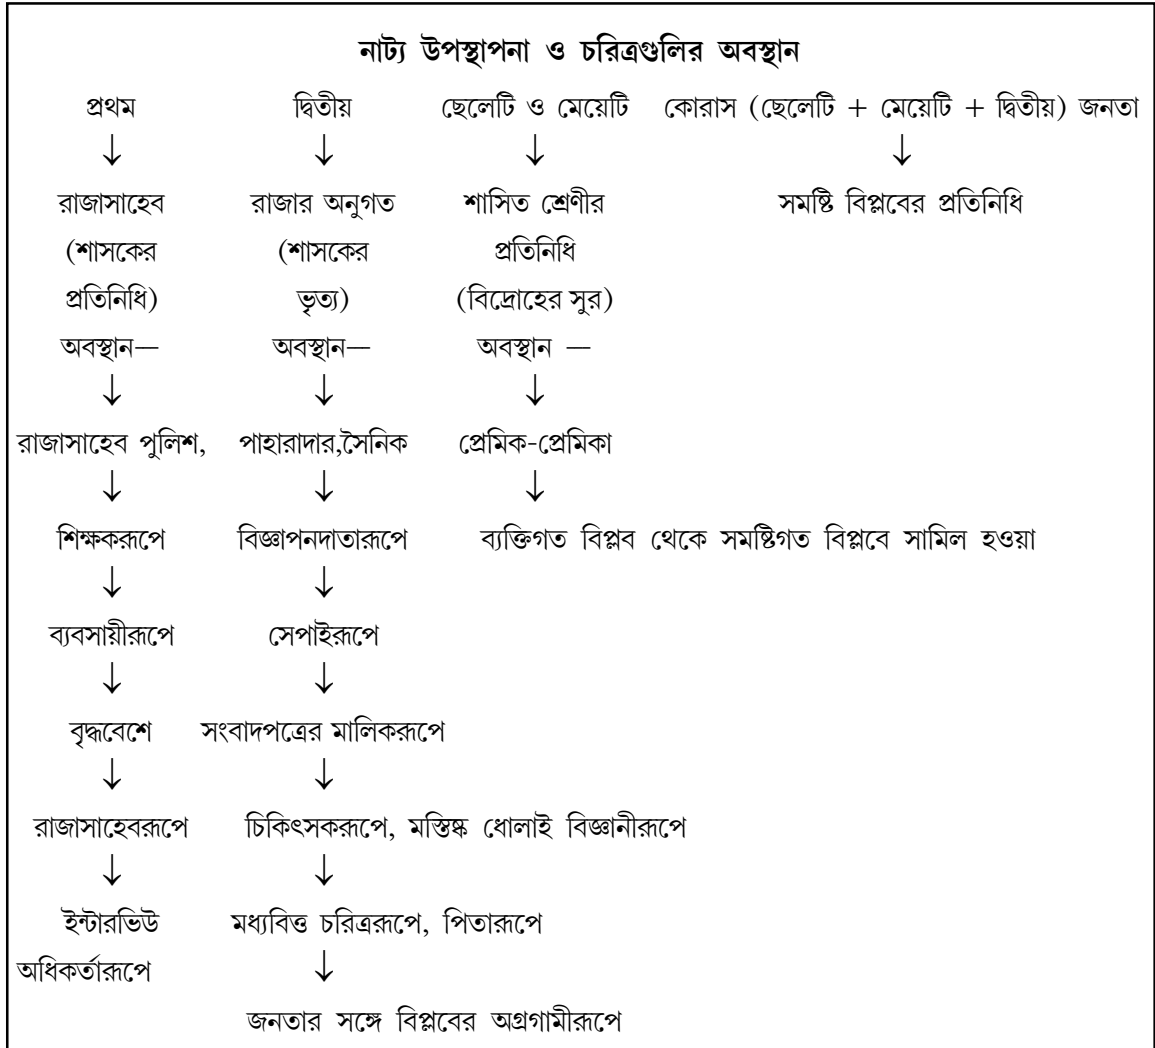 নাট্য উপস্থাপনা ও চরিত্রগুলির অবস্থান
প্রথম দ্বিতীয় ছেলেটি ও মেয়েটি কোরাস (ছেলেটি + মেয়েটি + দ্বিতীয়) জনতা
↓ ↓ ↓ ↓
রাজাসাহেব রাজার অনুগত শাসিত শ্রেণীর সমষ্টি বিপ্লবের প্রতিনিধি
(শাসকের (শাসকের প্রতিনিধি
প্রতিনিধি) ভৃত্য) (বিদ্রোহের সুর)
অবস্থান— অবস্থান— অবস্থান —
↓ ↓ ↓
রাজাসাহেব পুলিশ, পাহারাদার,সৈনিক প্রেমিক-প্রেমিকা
↓ ↓ ↓
শিক্ষকরূপে বিজ্ঞাপনদাতারূপে ব্যক্তিগত বিপ্লব থেকে সমষ্টিগত বিপ্লবে সামিল হওয়া
↓ ↓
ব্যবসায়ীরূপে সেপাইরূপে
↓ ↓
বৃদ্ধবেশে সংবাদপত্রের মালিকরূপে
↓ ↓
রাজাসাহেবরূপে চিকিৎসকরূপে, মস্তিষ্ক ধোলাই বিজ্ঞানীরূপে
↓ ↓
ইন্টারভিউ মধ্যবিত্ত চরিত্ররূপে, পিতারূপে
অধিকর্তারূপে ↓
জনতার সঙ্গে বিপ্লবের অগ্রগামীরূপে